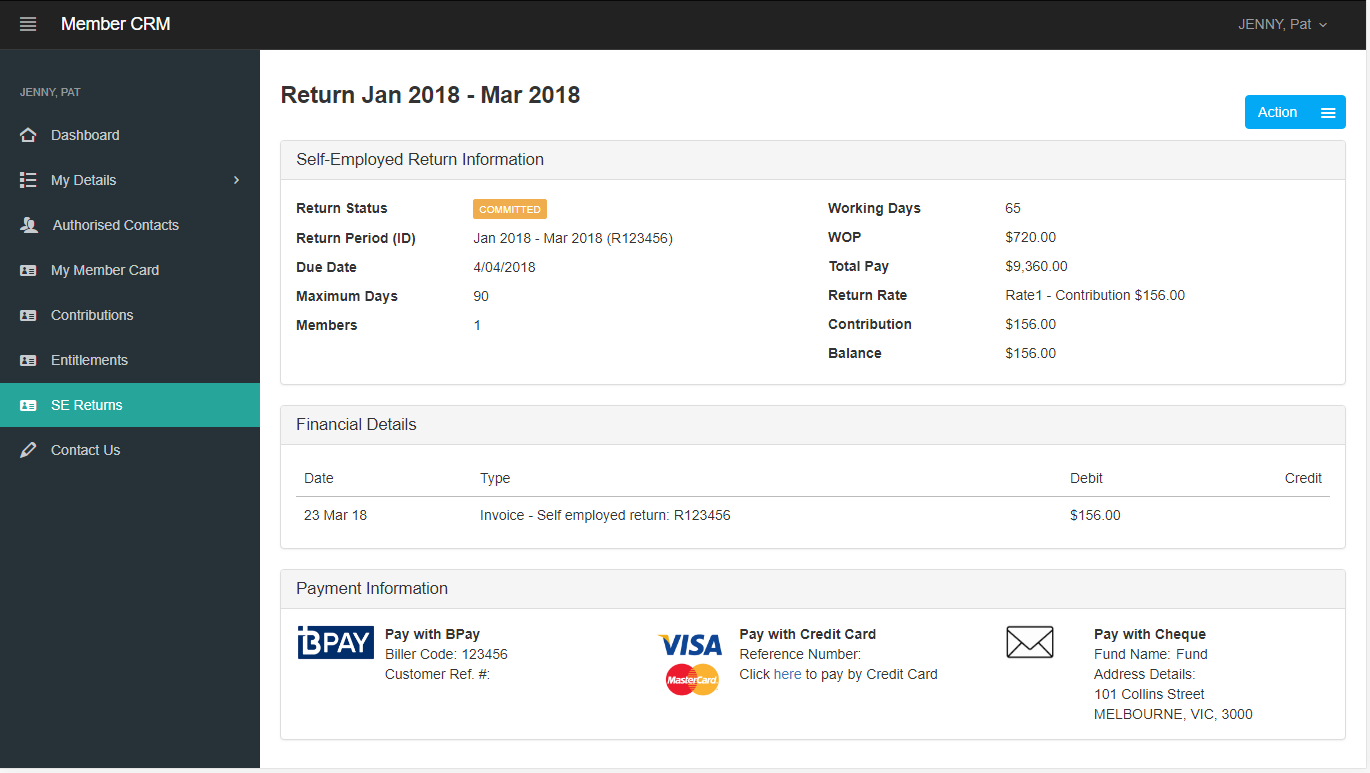 Member CRM
JENNY, Pat
JENNY, PAT
Dashboard
My Details
Authorised Contacts
My Member Card
Contributions
Entitlements
SE Returns
Contact Us
Return Jan 2018 - Mar 2018
Action
Self-Employed Return Information
Return Status COMMITTED
Return Period (ID) Jan 2018 - Mar 2018 (R123456)
Due Date 4/04/2018
Maximum Days 90
Members 1
Working Days 65
WOP $720.00
Total Pay $9,360.00
Return Rate Rate1 - Contribution $156.00
Contribution $156.00
Balance $156.00
Financial Details
Date Type Debit Credit
23 Mar 18 Invoice - Self employed return: R123456 $156.00
Payment Information
BPAY
Pay with BPay
Biller Code: 123456
Customer Ref. #:
VISA
MasterCard
Pay with Credit Card
Reference Number:
Click here to pay by Credit Card
Pay with Cheque
Fund Name: Fund
Address Details:
101 Collins Street
MELBOURNE, VIC, 3000